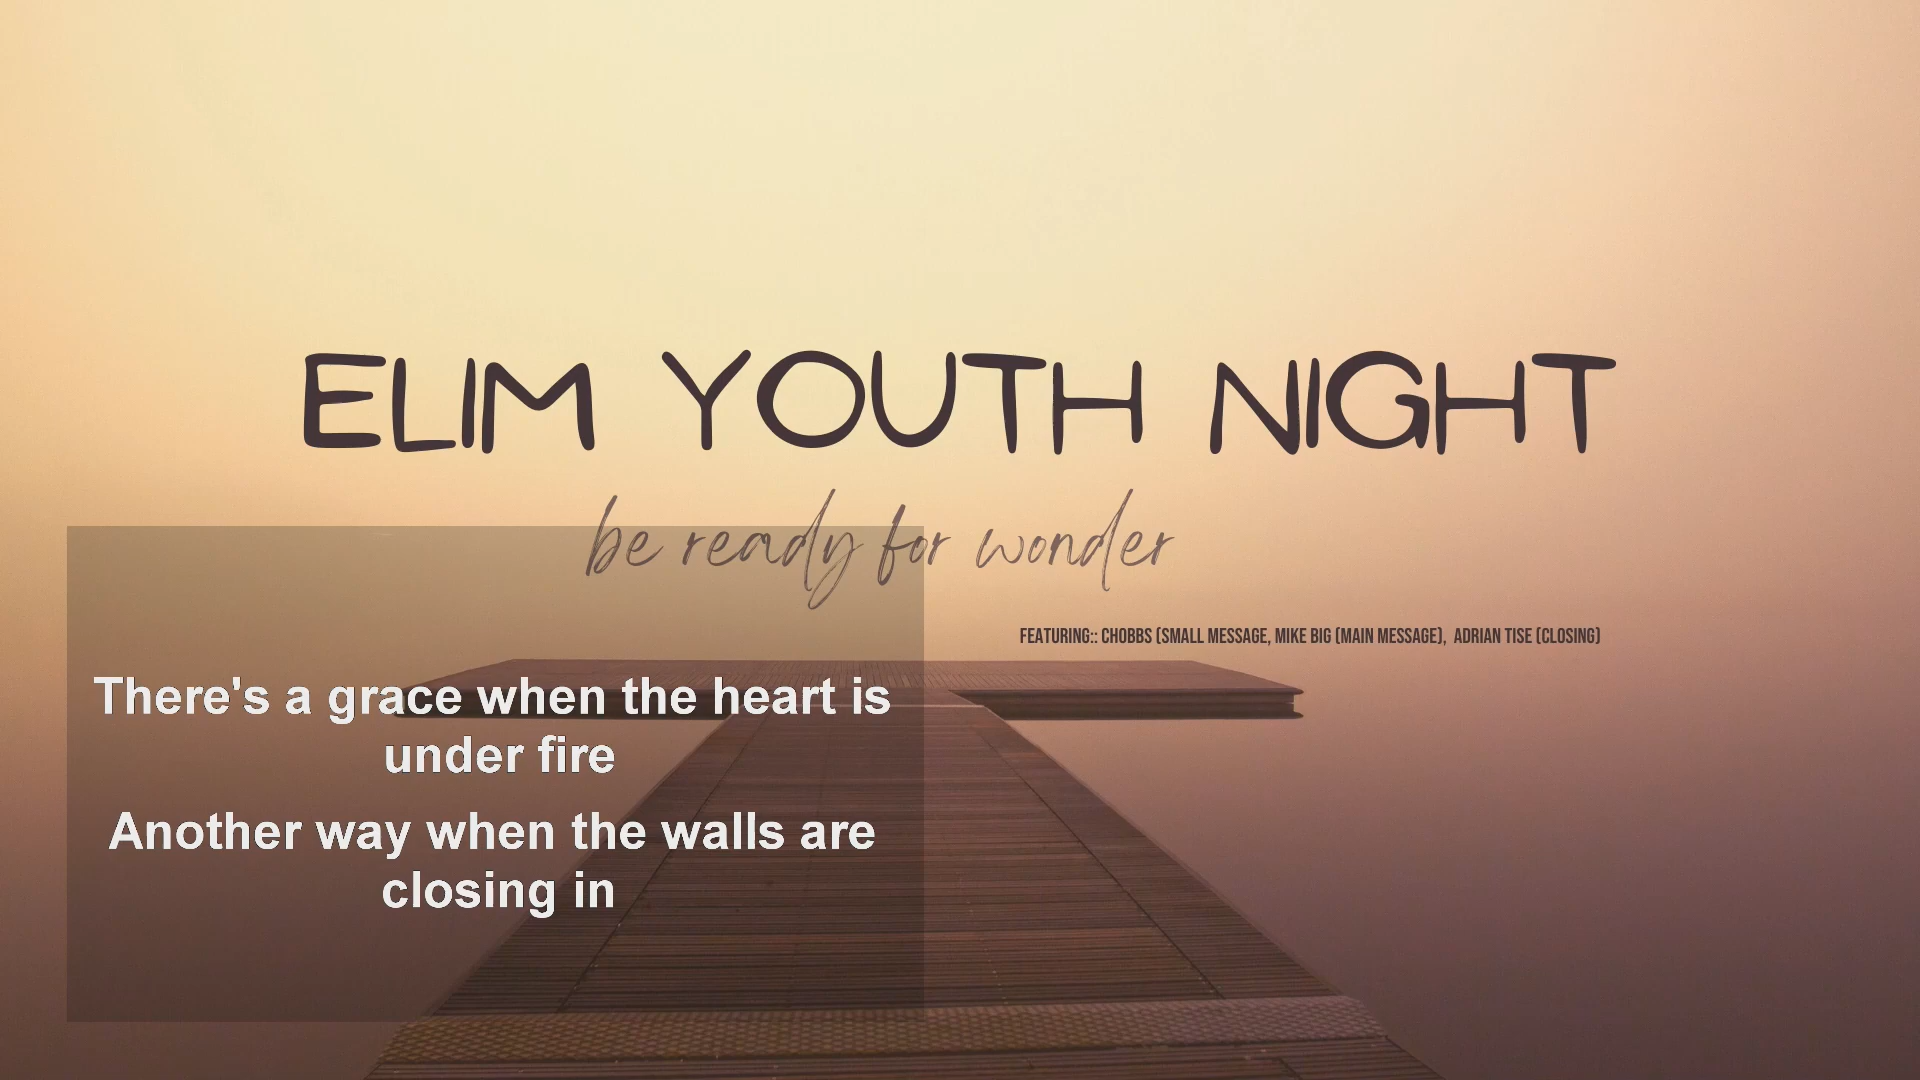 ELIM YOUTH NIGHT
be ready for wonder
FEATURING:: CHOBBS (SMALL MESSAGE, MIKE BIG (MAIN MESSAGE), ADRIAN TISE (CLOSING)
There's a grace when the heart is
under fire
Another way when the walls are
closing in